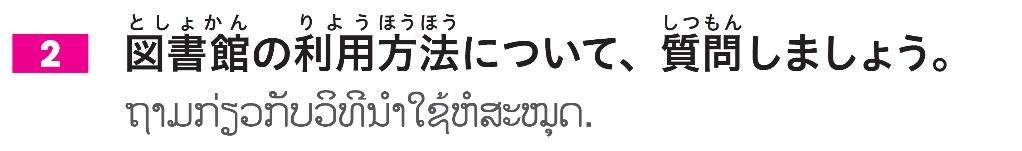 としょかん りようほうほう しつもん
2 図書館の利用方法について、質問しましょう。
ຖາມກ່ຽວກັບວິທີນຳໃຊ້ຫໍສະໝຸດ.